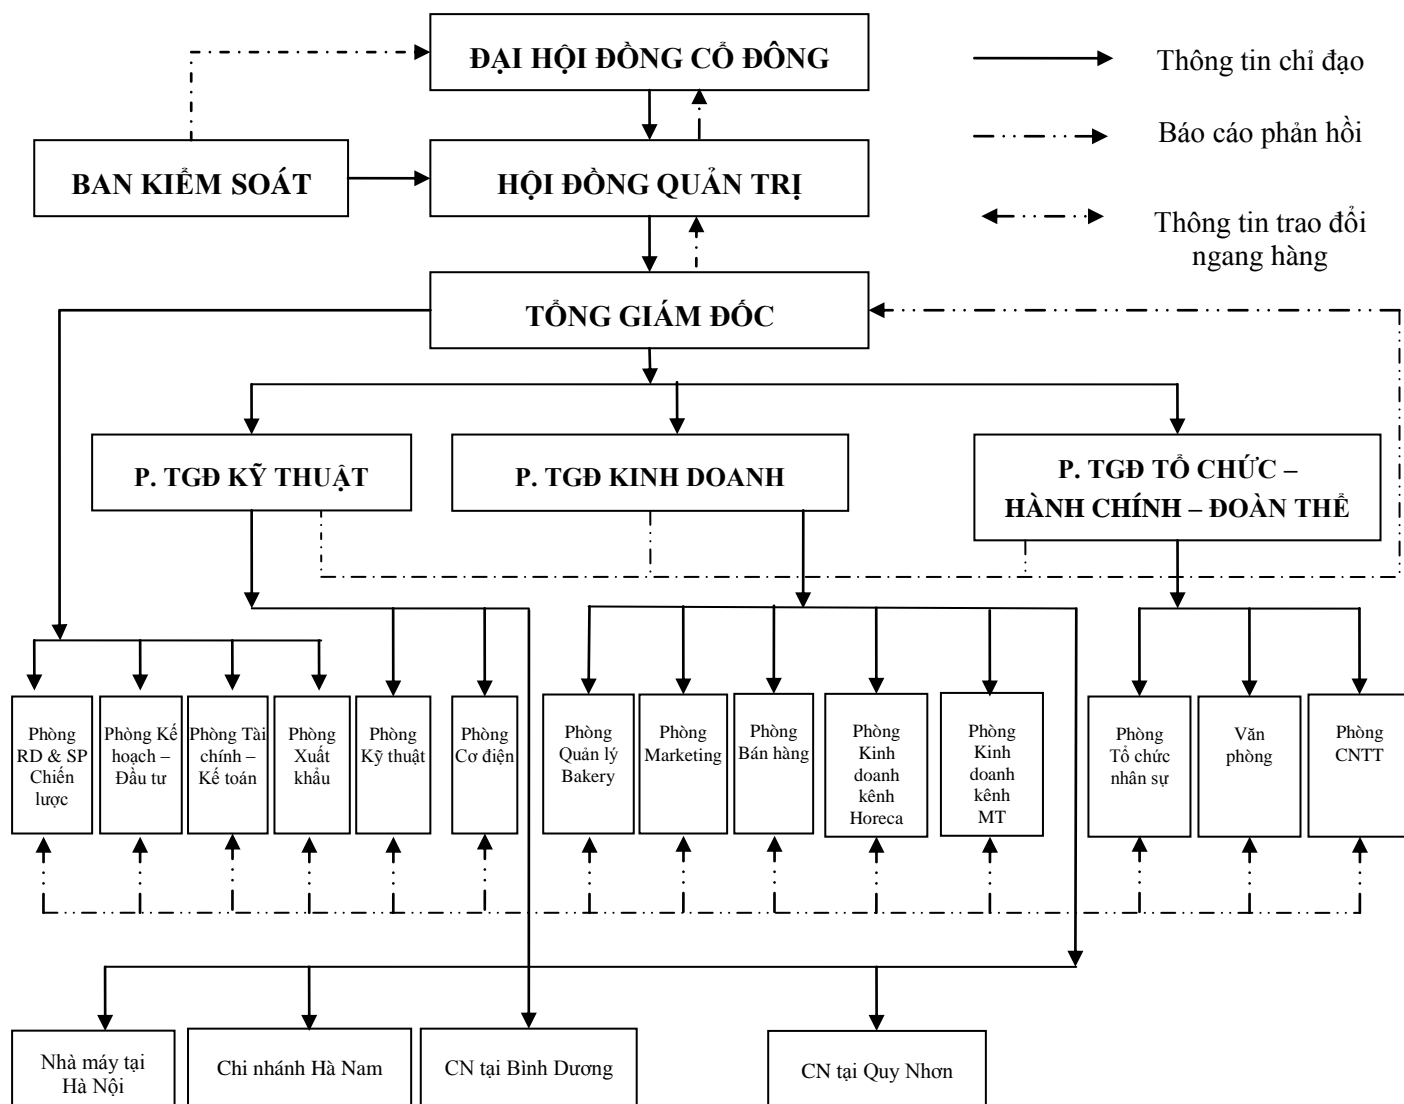 ĐẠI HỘI ĐỒNG CỔ ĐÔNG
Thông tin chỉ đạo
Báo cáo phản hồi
BAN KIỂM SOÁT
HỘI ĐỒNG QUẢN TRỊ
Thông tin trao đổi
ngang hàng
TỔNG GIÁM ĐỐC
P. TGĐ KỸ THUẬT
P. TGĐ KINH DOANH
P. TGĐ TỔ CHỨC –
HÀNH CHÍNH – ĐOÀN THỂ
Phòng
RD & SP
Chiến
lược
Phòng Kế
hoạch –
Đầu tư
Phòng Tài
chính –
Kế toán
Phòng
Xuất
khẩu
Phòng
Kỹ thuật
Phòng
Cơ điện
Phòng
Quản lý
Bakery
Phòng
Marketing
Phòng
Bán hàng
Phòng
Kinh
doanh
kênh
Horeca
Phòng
Kinh
doanh
kênh
MT
Phòng
Tổ chức
nhân sự
Văn
phòng
Phòng
CNTT
Nhà máy tại
Hà Nội
Chi nhánh Hà Nam
CN tại Bình Dương
CN tại Quy Nhơn